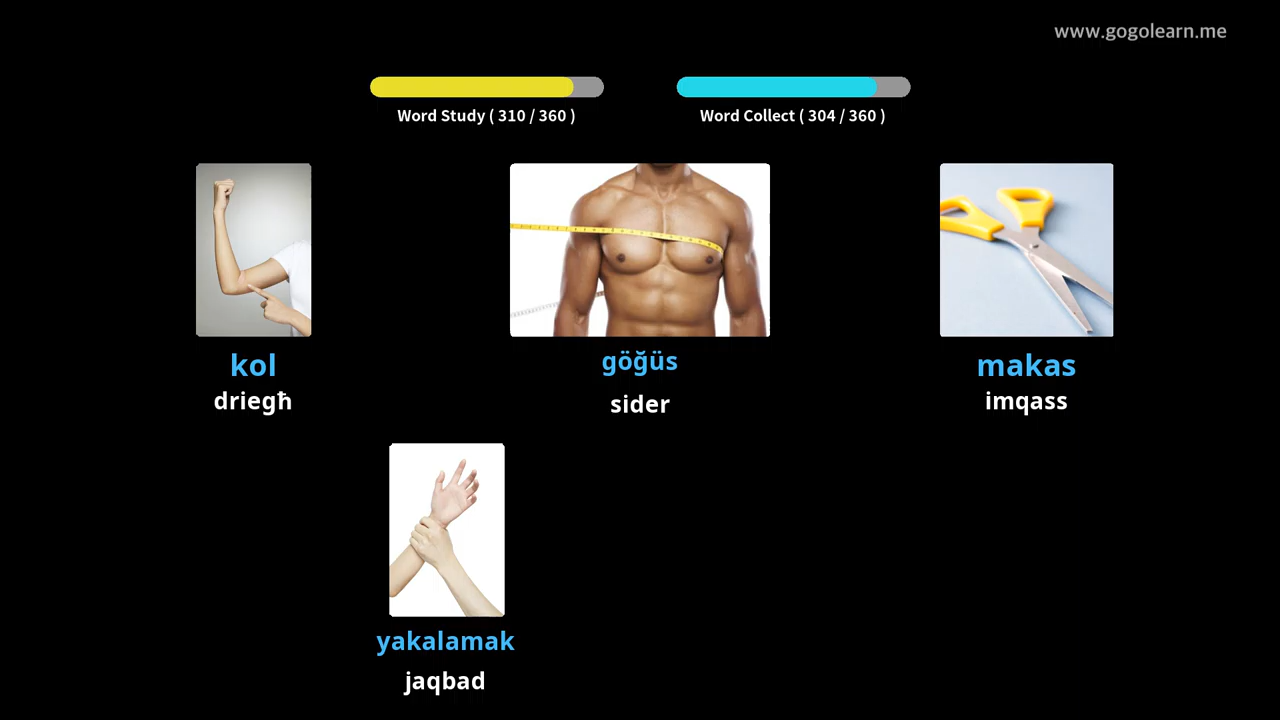 www.gogolearn.me
Word Study ( 310 / 360 )
Word Collect ( 304 / 360 )
kol
driegħ
göğüs
sider
makas
imqass
yakalamak
jaqbad